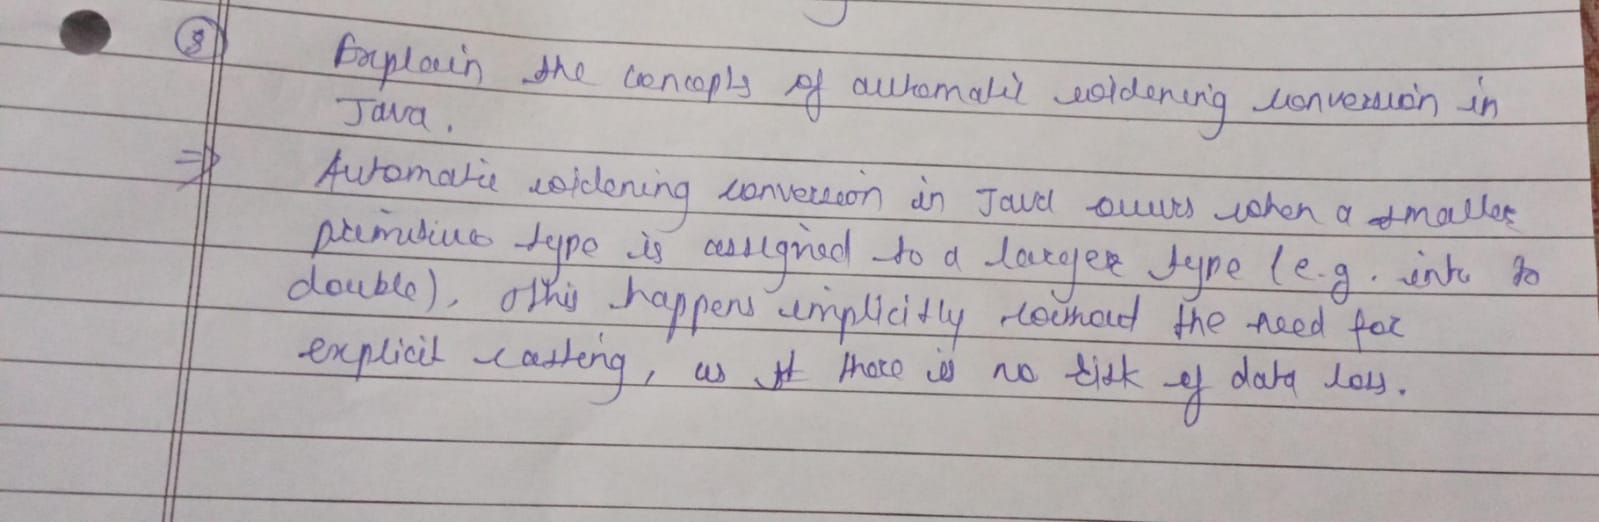 8 Explain the concepts of automatic widening conversion in
Java.
⇒ Automatic widening conversion in Java occurs when a smaller
primitive type is assigned to a larger type (e.g. int to
double), this happens implicitly without the need for
explicit casting, as there is no risk of data loss.